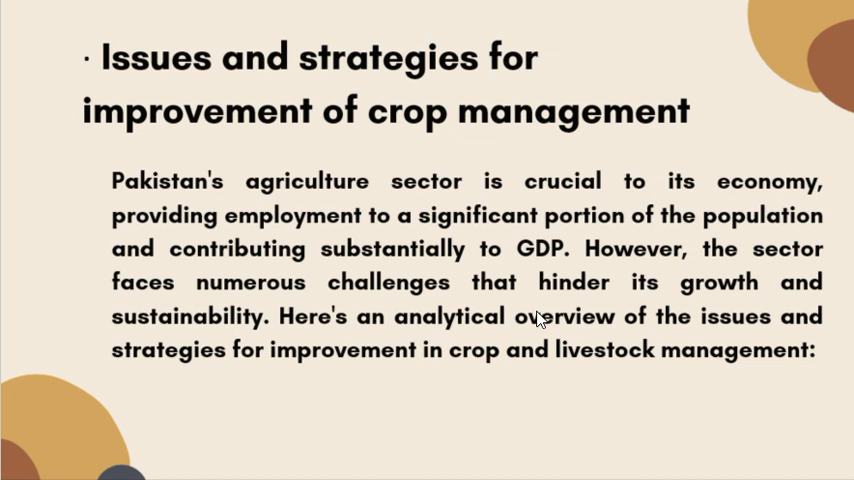 · Issues and strategies for
improvement of crop management
Pakistan's agriculture sector is crucial to its economy,
providing employment to a significant portion of the population
and contributing substantially to GDP. However, the sector
faces numerous challenges that hinder its growth and
sustainability. Here's an analytical overview of the issues and
strategies for improvement in crop and livestock management: